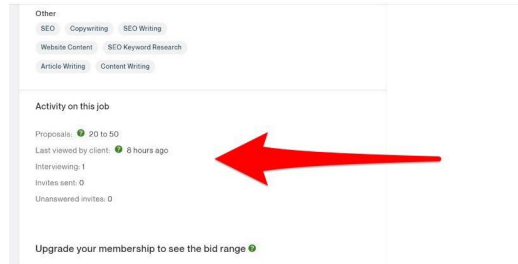 Other
SEO Copywriting SEO Writing
Website Content SEO Keyword Research
Article Writing Content Writing
Activity on this job
Proposals: ? 20 to 50
Last viewed by client: ? 8 hours ago
Interviewing: 1
Invites sent: 0
Unanswered invites: 0
Upgrade your membership to see the bid range ?